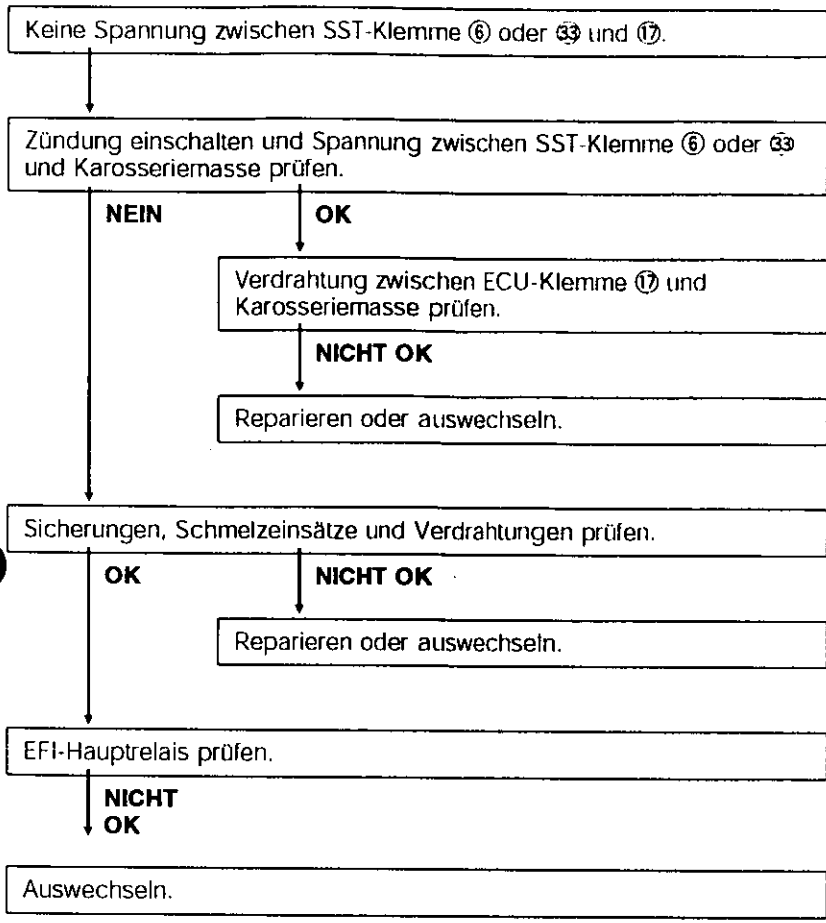 Keine Spannung zwischen SST-Klemme ⑥ oder ㉝ und ⑰.
Zündung einschalten und Spannung zwischen SST-Klemme ⑥ oder ㉝
und Karosseriemasse prüfen.
NEIN
OK
Verdrahtung zwischen ECU-Klemme ⑰ und
Karosseriemasse prüfen.
NICHT OK
Reparieren oder auswechseln.
Sicherungen, Schmelzeinsätze und Verdrahtungen prüfen.
OK
NICHT OK
Reparieren oder auswechseln.
EFI-Hauptrelais prüfen.
NICHT
OK
Auswechseln.